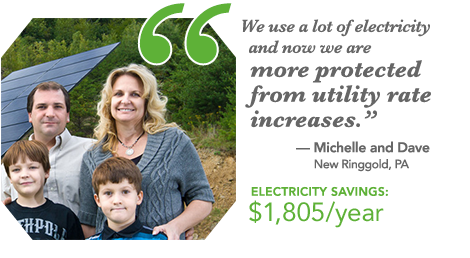 “We use a lot of electricity
and now we are
more protected
from utility rate
increases.”
— Michelle and Dave
New Ringgold, PA
ELECTRICITY SAVINGS:
$1,805/year